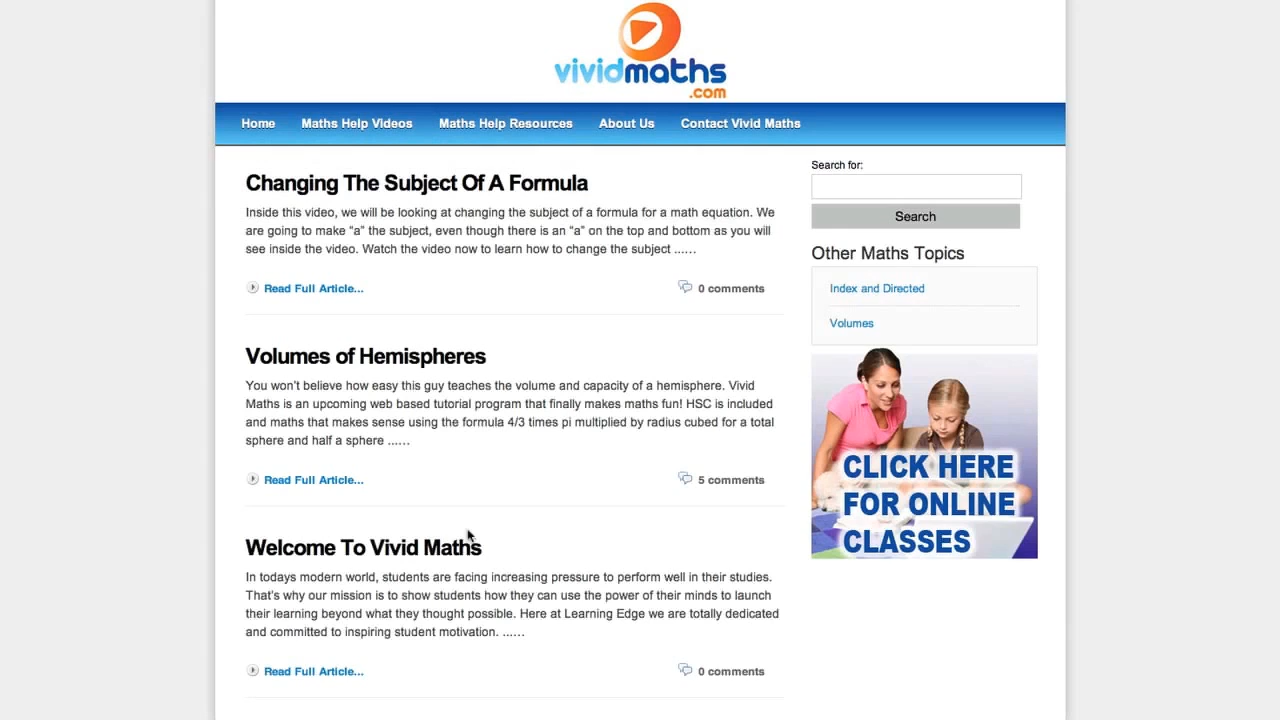 vividmaths
.com
Home Maths Help Videos Maths Help Resources About Us Contact Vivid Maths
Changing The Subject Of A Formula
Inside this video, we will be looking at changing the subject of a formula for a math equation. We
are going to make “a” the subject, even though there is an “a” on the top and bottom as you will
see inside the video. Watch the video now to learn how to change the subject ...…
Read Full Article... 0 comments
Volumes of Hemispheres
You won’t believe how easy this guy teaches the volume and capacity of a hemisphere. Vivid
Maths is an upcoming web based tutorial program that finally makes maths fun! HSC is included
and maths that makes sense using the formula 4/3 times pi multiplied by radius cubed for a total
sphere and half a sphere ...…
Read Full Article... 5 comments
Welcome To Vivid Maths
In todays modern world, students are facing increasing pressure to perform well in their studies.
That’s why our mission is to show students how they can use the power of their minds to launch
their learning beyond what they thought possible. Here at Learning Edge we are totally dedicated
and committed to inspiring student motivation. ...…
Read Full Article... 0 comments
Search for:
Search
Other Maths Topics
Index and Directed
Volumes
CLICK HERE
FOR ONLINE
CLASSES